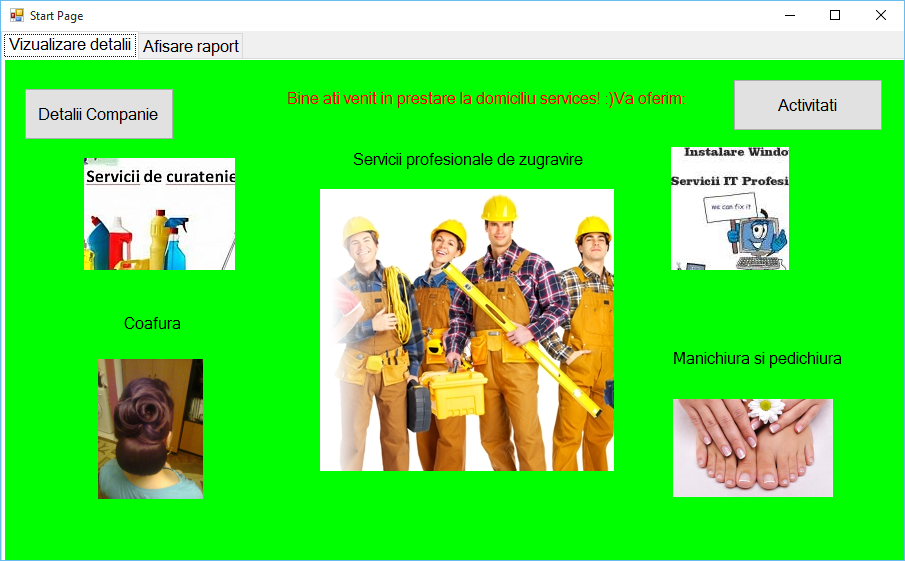 Start Page
Vizualizare detalii
Afisare raport
Bine ati venit in prestare la domiciliu services! :)Va oferim:
Detalii Companie
Activitati
Servicii profesionale de zugravire
Servicii de curatenie
Instalare Windo
Servicii IT Profesi
we can fix it
Coafura
Manichiura si pedichiura